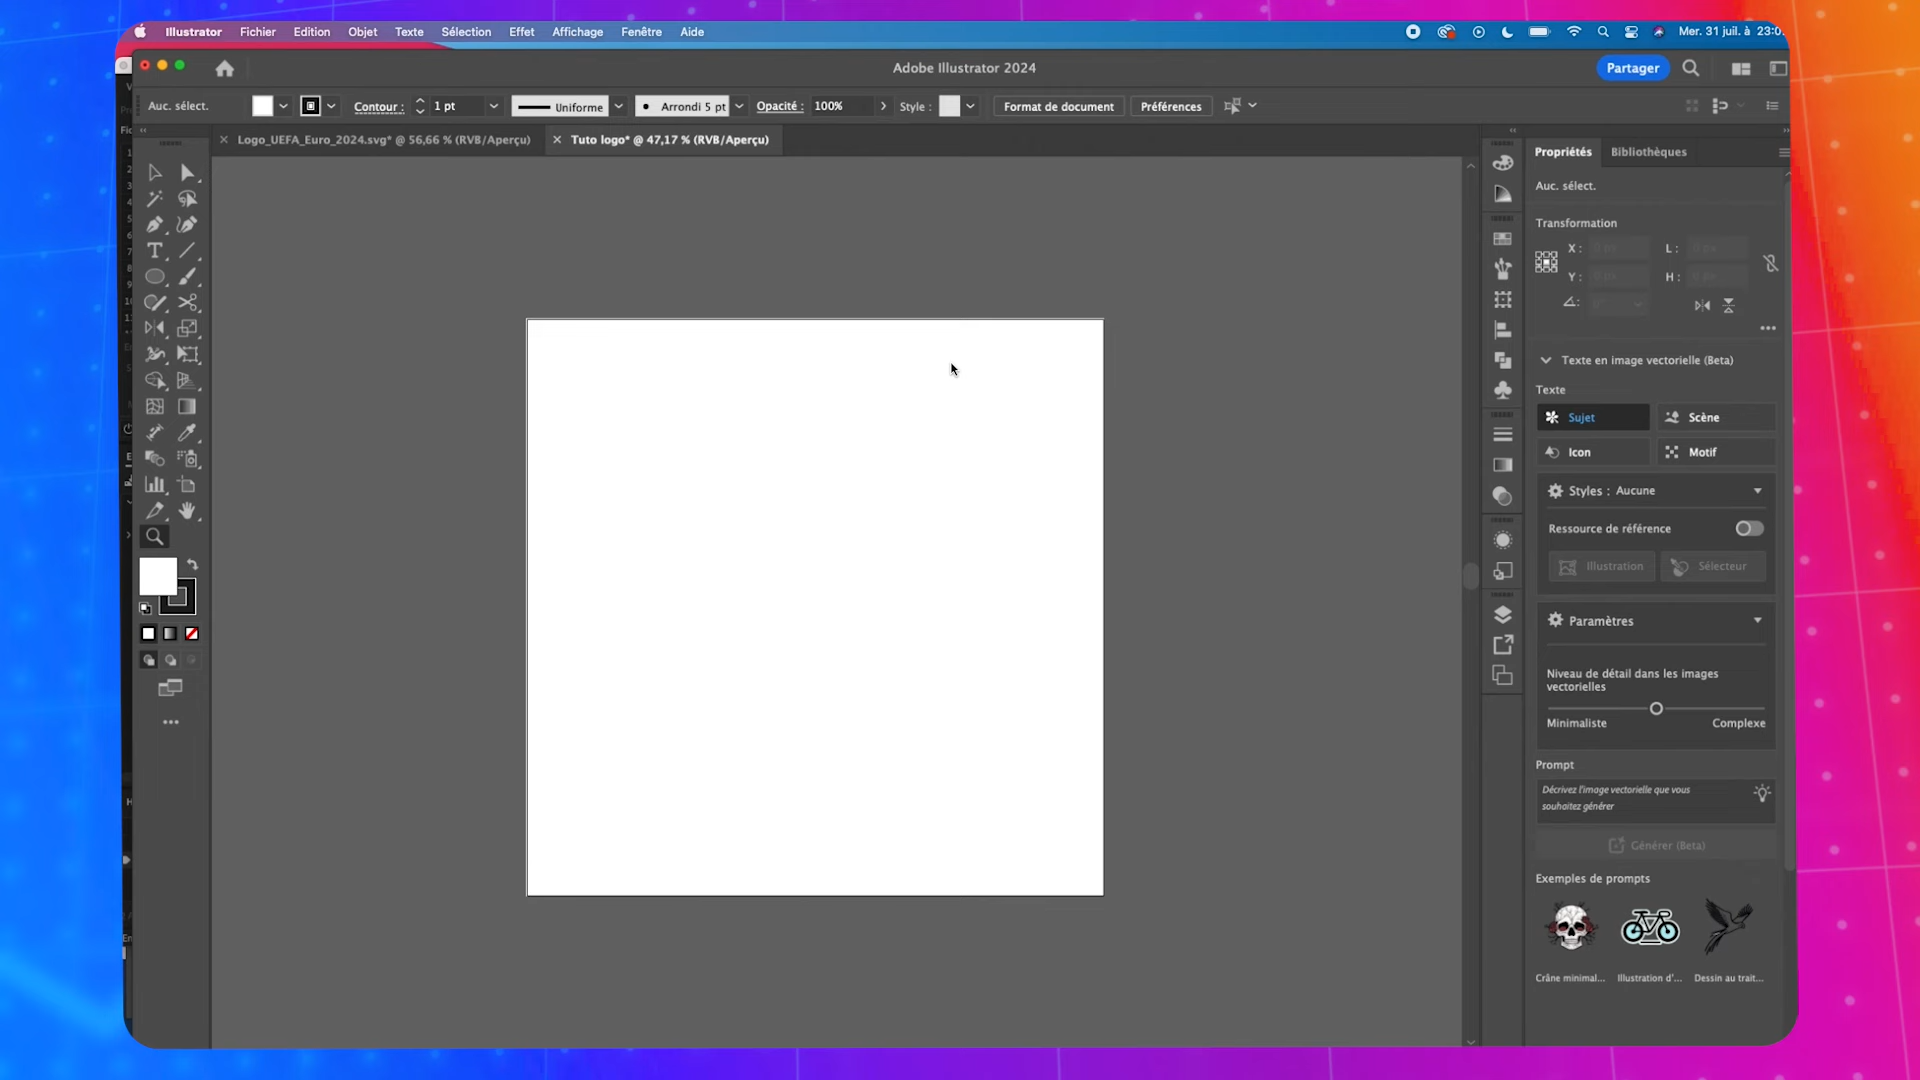 Illustrator Fichier Edition Objet Texte Sélection Effet Affichage Fenêtre Aide
Mer. 31 juil. à
Adobe Illustrator 2024
Partager
Auc. sélect.
Contour :
1 pt
Uniforme
Arrondi 5 pt
Opacité :
100%
Style :
Format de document
Préférences
Logo_UEFA_Euro_2024.svg* @ 56,66 % (RVB/Aperçu)
Tuto logo* @ 47,17 % (RVB/Aperçu)
Propriétés
Bibliothèques
Auc. sélect.
Transformation
X :
L :
Y :
H :
Texte en image vectorielle (Beta)
Texte
Sujet
Scène
Icon
Motif
Styles : Aucune
Ressource de référence
Illustration
Sélecteur
Paramètres
Niveau de détail dans les images
vectorielles
Minimaliste
Complexe
Prompt
Décrivez l'image vectorielle que vous
souhaitez générer
Générer (Beta)
Exemples de prompts
Crâne minimal...
Illustration d'...
Dessin au trait...